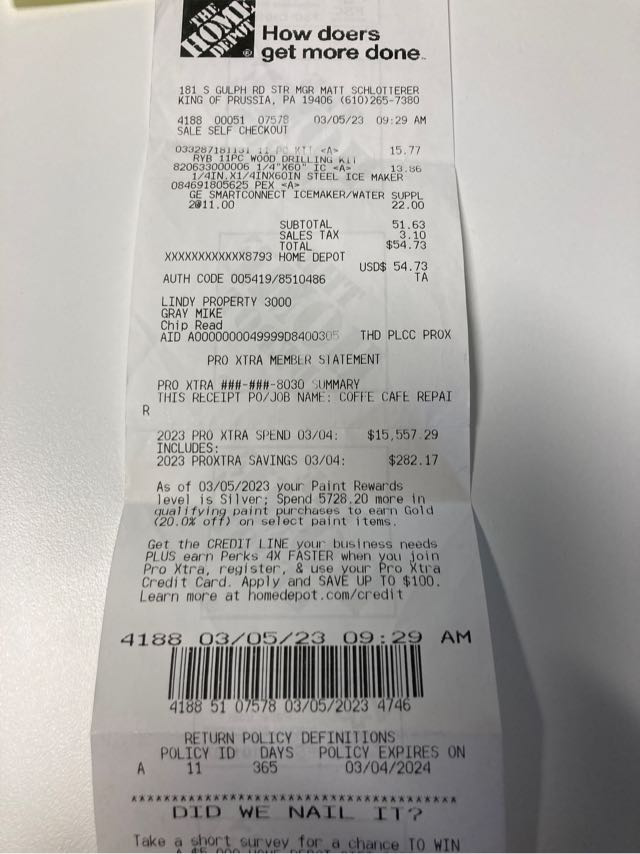 THE
HOME
DEPOT
®
How doers
get more done™
181 S GULPH RD STR MGR MATT SCHLOTTERER
KING OF PRUSSIA, PA 19406 (610)265-7380
4188 00051 07578 03/05/23 09:29 AM
SALE SELF CHECKOUT
033287181131 11 PC KIT <A> 15.77
RYB 11PC WOOD DRILLING KIT
820633000006 1/4"X60" IC <A> 13.86
1/4IN.X1/4INX60IN STEEL ICE MAKER
084691805625 PEX <A>
GE SMARTCONNECT ICEMAKER/WATER SUPPL
2@11.00 22.00
SUBTOTAL 51.63
SALES TAX 3.10
TOTAL $54.73
XXXXXXXXXXXX8793 HOME DEPOT
USD$ 54.73
AUTH CODE 005419/8510486 TA
LINDY PROPERTY 3000
GRAY MIKE
Chip Read
AID A0000000049999D8400305 THD PLCC PROX
PRO XTRA MEMBER STATEMENT
PRO XTRA ###-###-8030 SUMMARY
THIS RECEIPT PO/JOB NAME: COFFE CAFE REPAI
R
2023 PRO XTRA SPEND 03/04: $15,557.29
INCLUDES:
2023 PROXTRA SAVINGS 03/04: $282.17
As of 03/05/2023 your Paint Rewards
level is Silver; Spend 5728.20 more in
qualifying paint purchases to earn Gold
(20.0% off) on select paint items.
Get the CREDIT LINE your business needs
PLUS earn Perks 4X FASTER when you join
Pro Xtra, register, & use your Pro Xtra
Credit Card. Apply and SAVE UP TO $100.
Learn more at homedepot.com/credit
4188 03/05/23 09:29 AM
4188 51 07578 03/05/2023 4746
RETURN POLICY DEFINITIONS
POLICY ID DAYS POLICY EXPIRES ON
A 11 365 03/04/2024
DID WE NAIL IT?
Take a short survey for a chance TO WIN